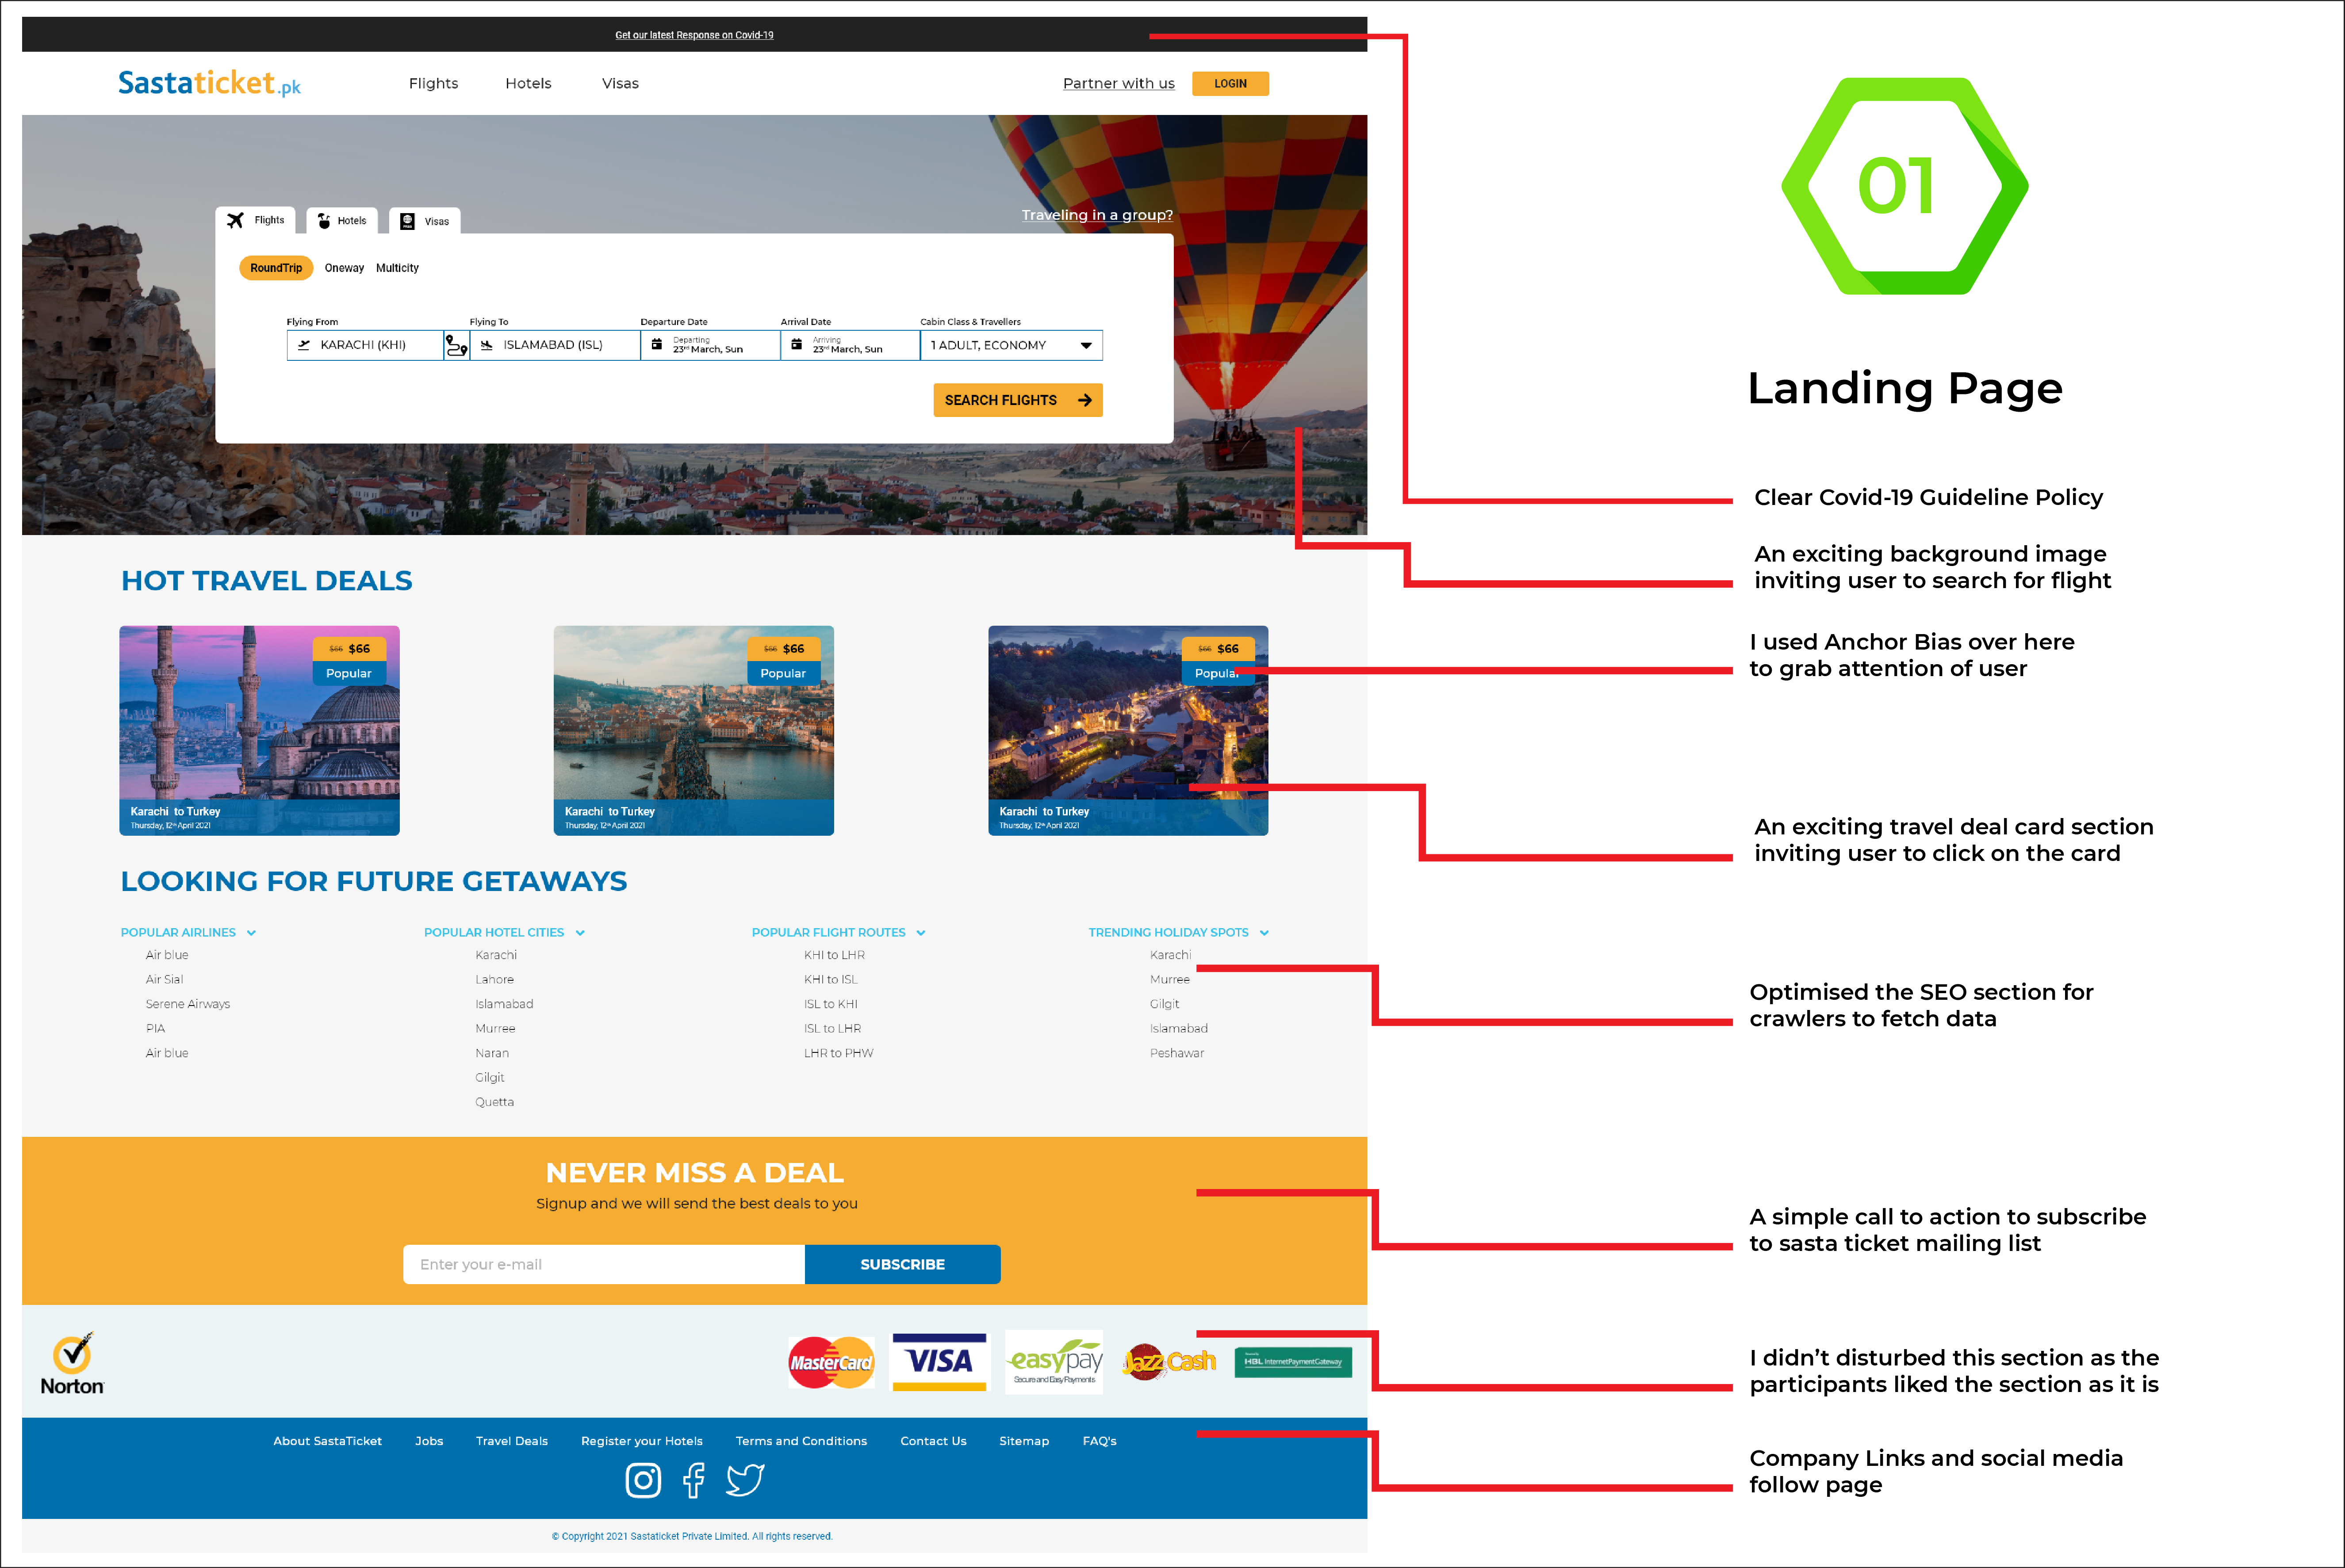 Get our latest Response on Covid-19
Sastaticket.pk
Flights Hotels Visas
Partner with us LOGIN
Flights Hotels Visas
Traveling in a group?
RoundTrip Oneway Multicity
Flying From Flying To Departure Date Arrival Date Cabin Class & Travellers
KARACHI (KHI) ISLAMABAD (ISL) Departing 23rd March, Sun Arriving 23rd March, Sun 1 ADULT, ECONOMY
SEARCH FLIGHTS
HOT TRAVEL DEALS
$66 $66
Popular
Karachi to Turkey
Thursday, 12th April 2021
$66 $66
Popular
Karachi to Turkey
Thursday, 12th April 2021
$66 $66
Popular
Karachi to Turkey
Thursday, 12th April 2021
LOOKING FOR FUTURE GETAWAYS
POPULAR AIRLINES
Air blue
Air Sial
Serene Airways
PIA
Air blue
POPULAR HOTEL CITIES
Karachi
Lahore
Islamabad
Murree
Naran
Gilgit
Quetta
POPULAR FLIGHT ROUTES
KHI to LHR
KHI to ISL
ISL to KHI
ISL to LHR
LHR to PHW
TRENDING HOLIDAY SPOTS
Karachi
Murree
Gilgit
Islamabad
Peshawar
NEVER MISS A DEAL
Signup and we will send the best deals to you
Enter your e-mail SUBSCRIBE
Norton
MasterCard
VISA
easypay
Secure and Easy Payments
JazzCash
HBL InternetPaymentGateway
About SastaTicket Jobs Travel Deals Register your Hotels Terms and Conditions Contact Us Sitemap FAQ's
© Copyright 2021 Sastaticket Private Limited. All rights reserved.
01
Landing Page
Clear Covid-19 Guideline Policy
An exciting background image
inviting user to search for flight
I used Anchor Bias over here
to grab attention of user
An exciting travel deal card section
inviting user to click on the card
Optimised the SEO section for
crawlers to fetch data
A simple call to action to subscribe
to sasta ticket mailing list
I didn't disturbed this section as the
participants liked the section as it is
Company Links and social media
follow page